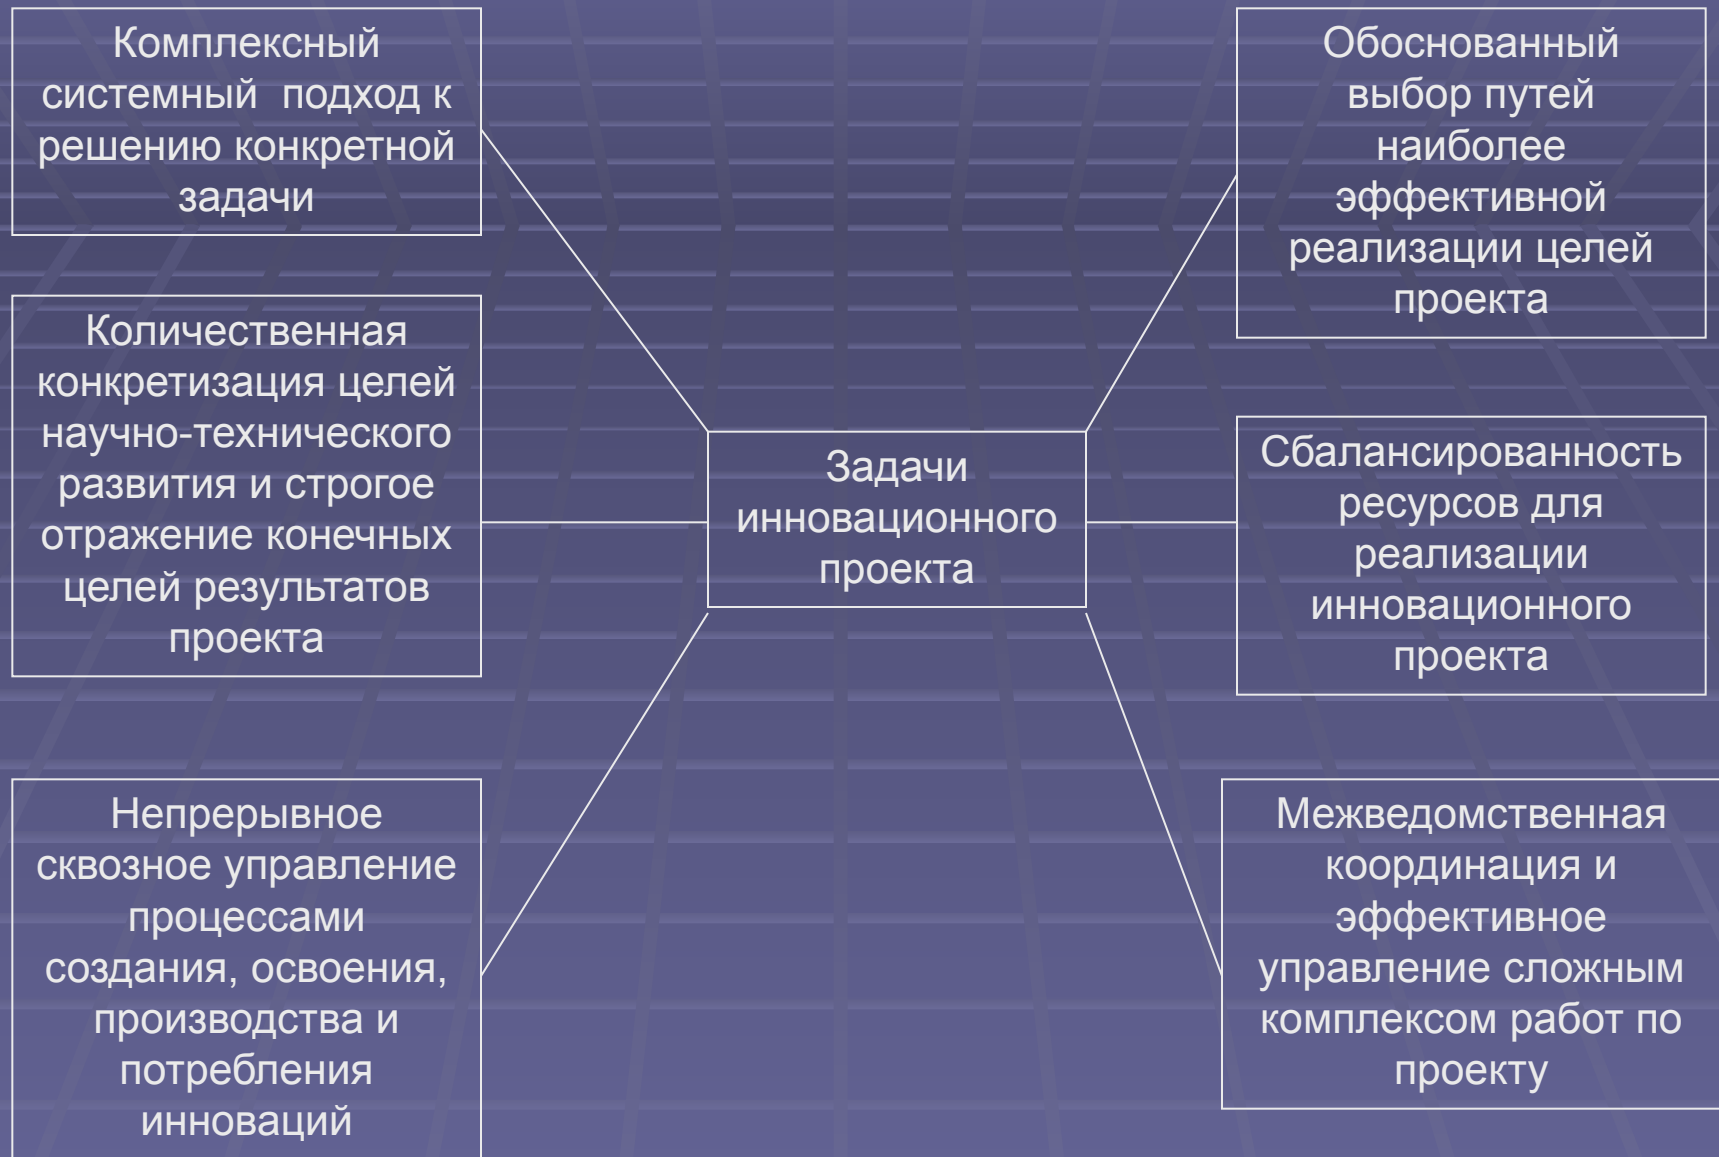 Комплексный
системный подход к
решению конкретной
задачи
Количественная
конкретизация целей
научно-технического
развития и строгое
отражение конечных
целей результатов
проекта
Непрерывное
сквозное управление
процессами
создания, освоения,
производства и
потребления
инноваций
Задачи
инновационного
проекта
Обоснованный
выбор путей
наиболее
эффективной
реализации целей
проекта
Сбалансированность
ресурсов для
реализации
инновационного
проекта
Межведомственная
координация и
эффективное
управление сложным
комплексом работ по
проекту